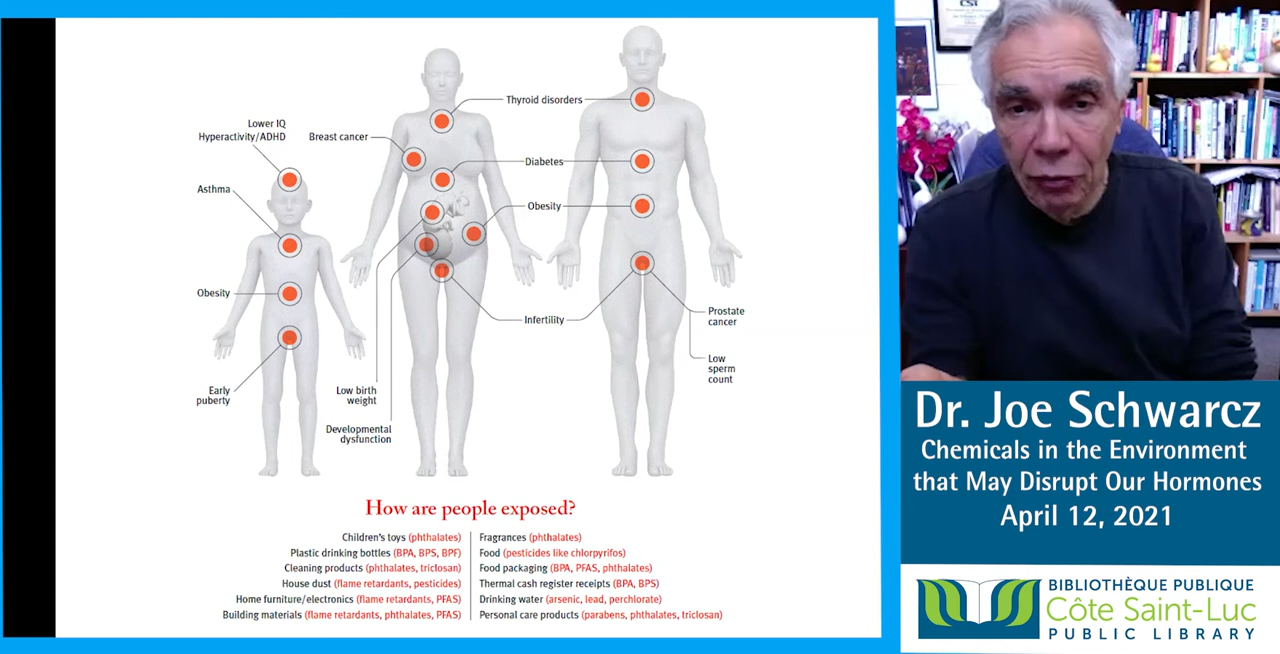 Thyroid disorders
Lower IQ
Hyperactivity/ADHD
Breast cancer
Diabetes
Asthma
Obesity
Obesity
Infertility
Prostate
cancer
Low
sperm
count
Early
puberty
Low birth
weight
Developmental
dysfunction
How are people exposed?
Children's toys (phthalates)
Plastic drinking bottles (BPA, BPS, BPF)
Cleaning products (phthalates, triclosan)
House dust (flame retardants, pesticides)
Home furniture/electronics (flame retardants, PFAS)
Building materials (flame retardants, phthalates, PFAS)
Fragrances (phthalates)
Food (pesticides like chlorpyrifos)
Food packaging (BPA, PFAS, phthalates)
Thermal cash register receipts (BPA, BPS)
Drinking water (arsenic, lead, perchlorate)
Personal care products (parabens, phthalates, triclosan)
CSI
Dr. Joe Schwarcz
Chemicals in the Environment
that May Disrupt Our Hormones
April 12, 2021
BIBLIOTHÈQUE PUBLIQUE
Côte Saint-Luc
PUBLIC LIBRARY